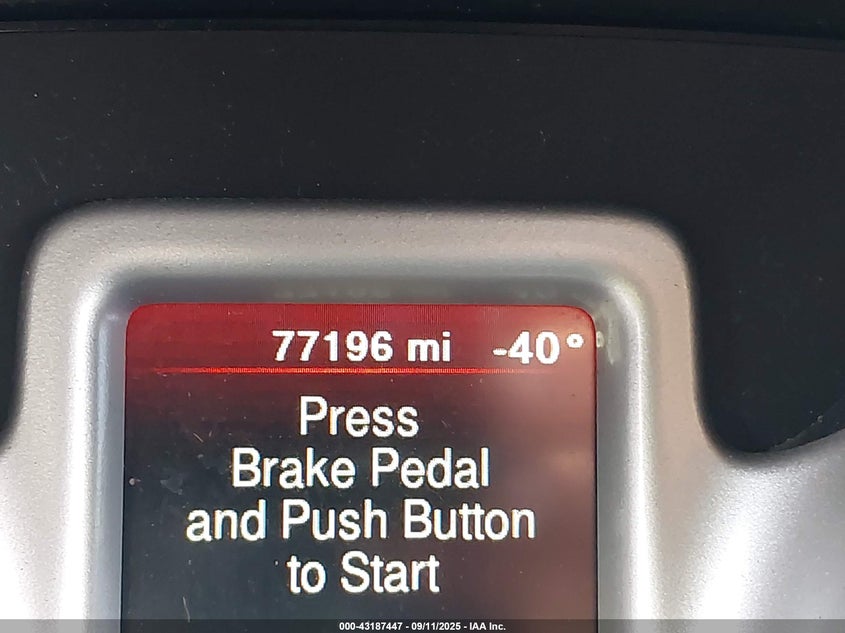 77196 mi -40°
Press
Brake Pedal
and Push Button
to Start
000-43187447 - 09/11/2025 - IAA Inc.